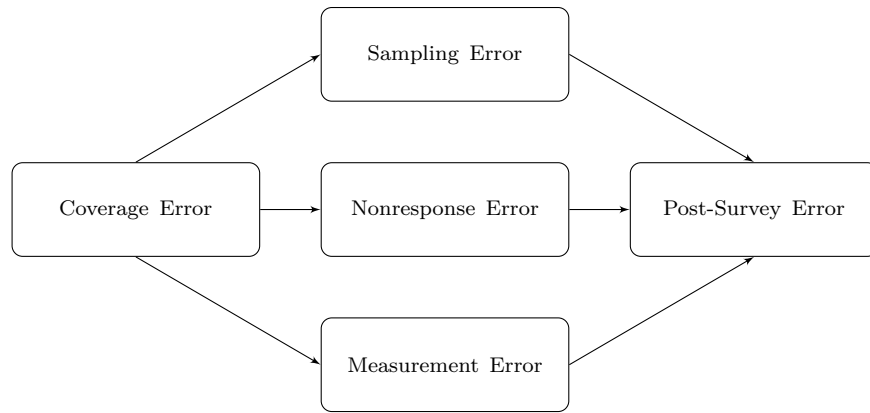 Sampling Error
Coverage Error
Nonresponse Error
Post-Survey Error
Measurement Error